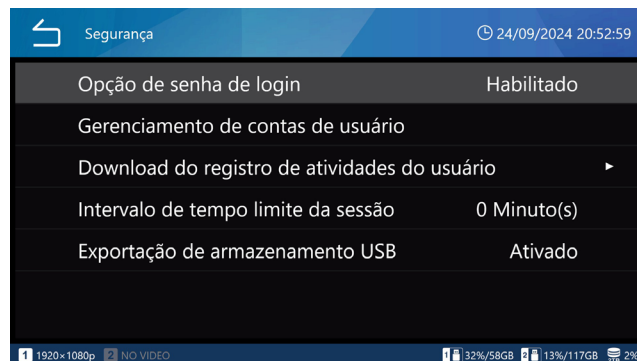 Segurança 24/09/2024 20:52:59
Opção de senha de login Habilitado
Gerenciamento de contas de usuário
Download do registro de atividades do usuário
Intervalo de tempo limite da sessão 0 Minuto(s)
Exportação de armazenamento USB Ativado
1 1920×1080p 2 NO VIDEO 1 32%/58GB 2 13%/117GB 2%